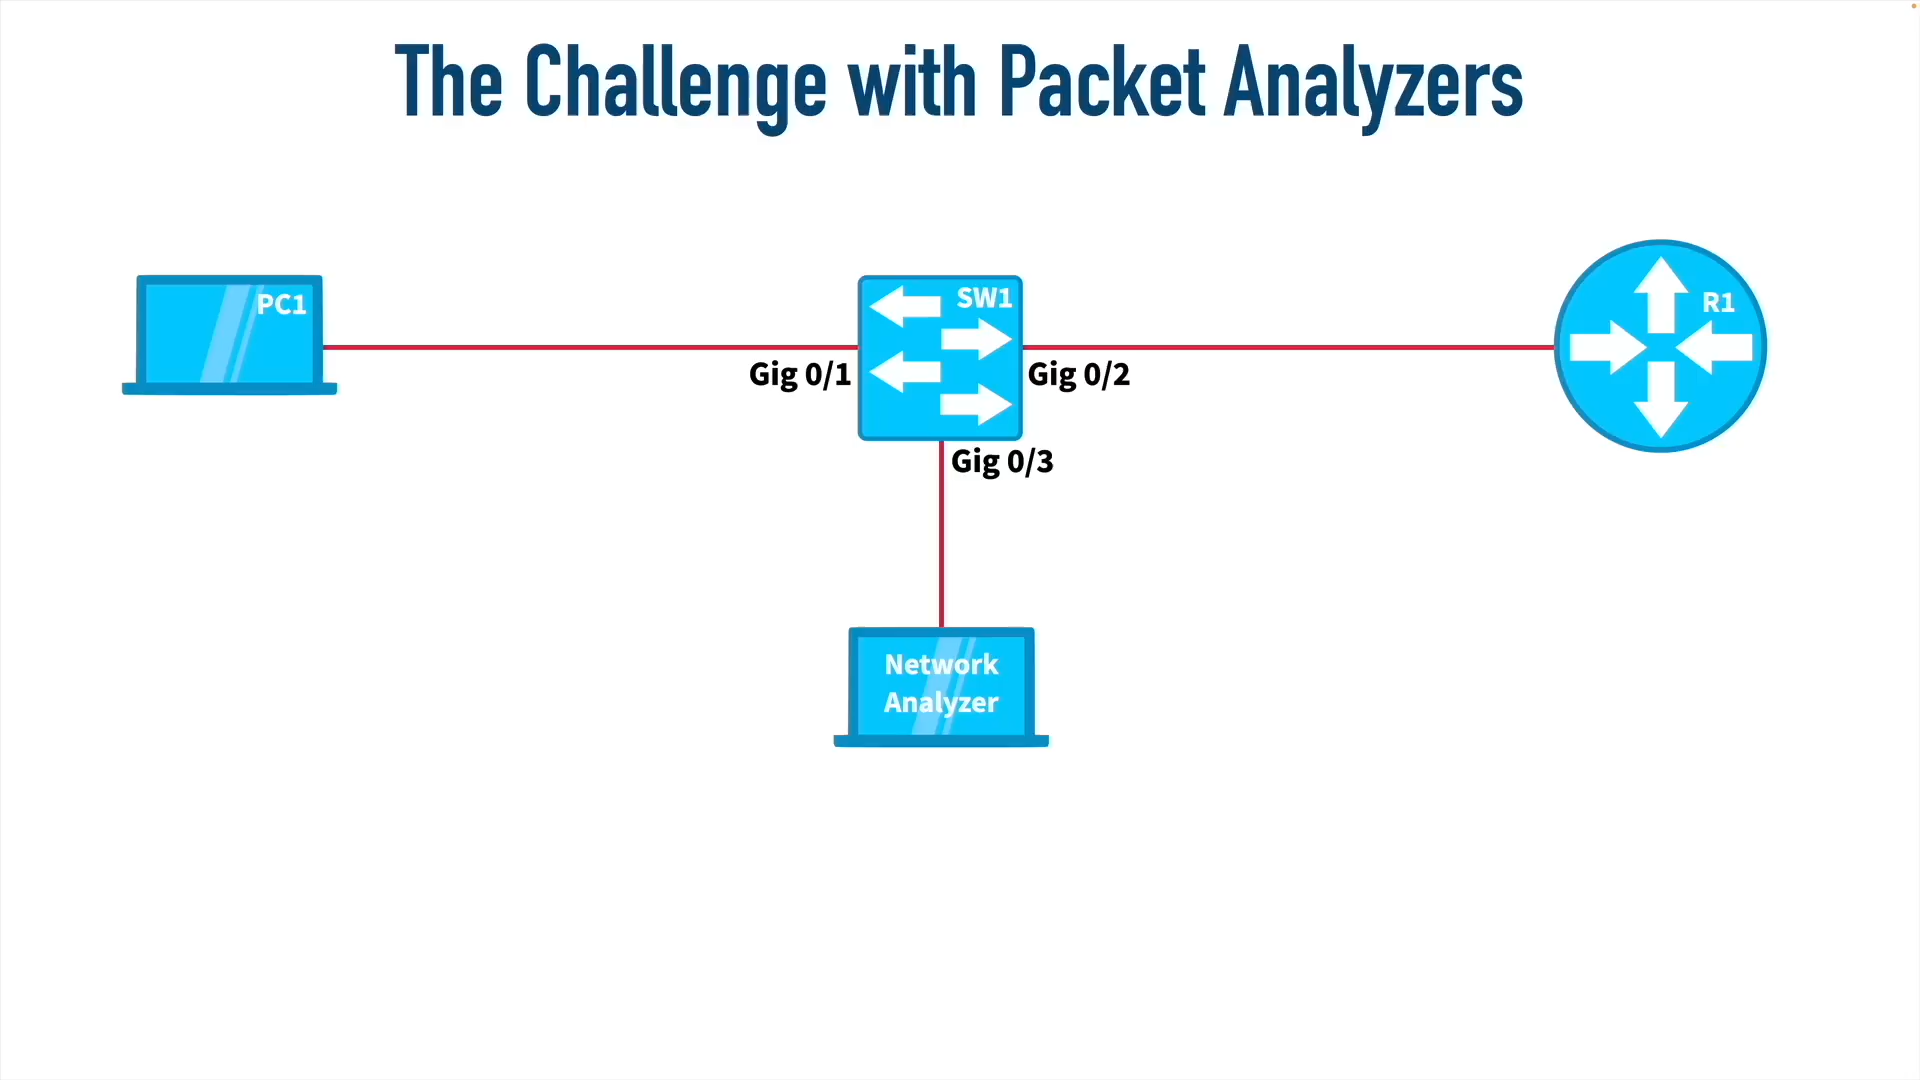 The Challenge with Packet Analyzers
PC1
SW1
R1
Gig 0/1
Gig 0/2
Gig 0/3
Network
Analyzer